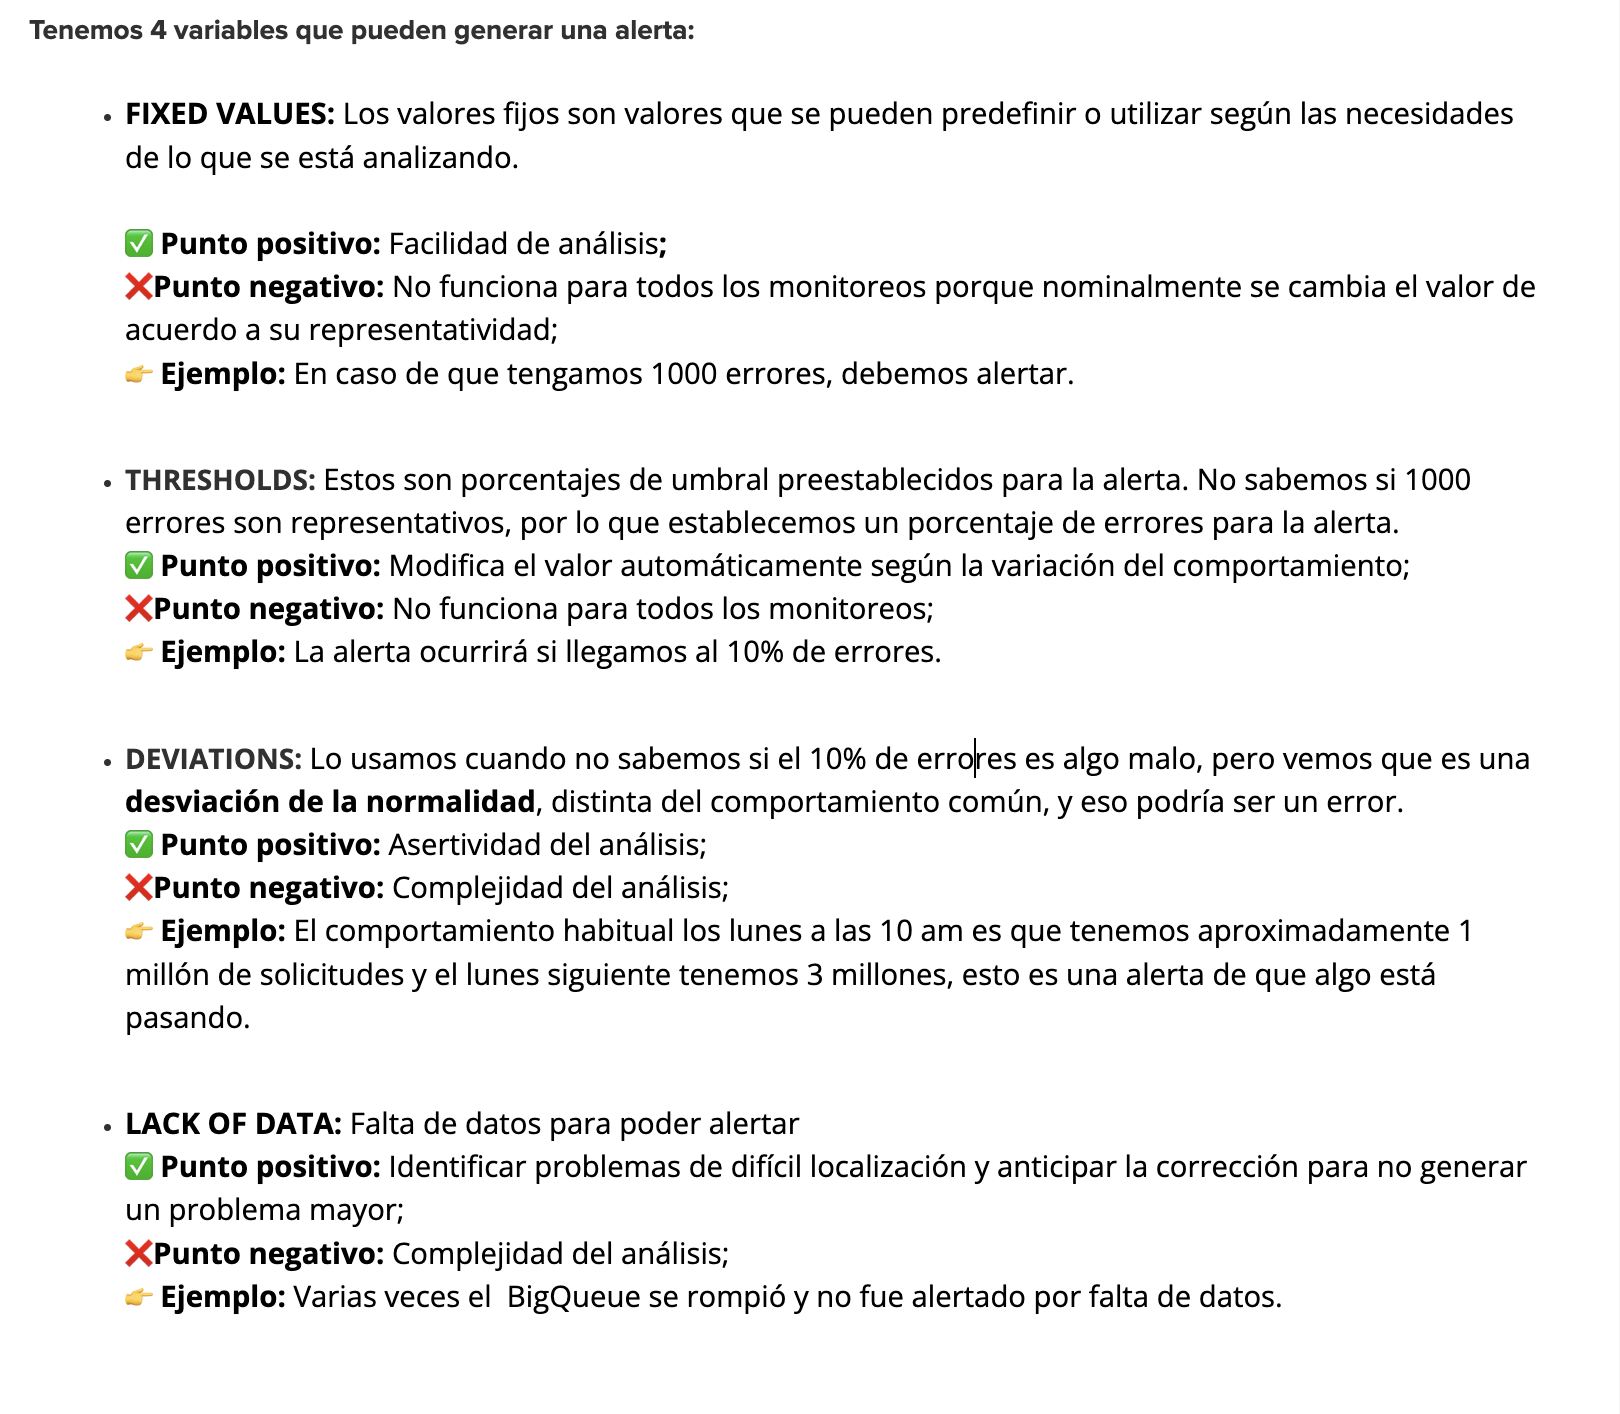 Tenemos 4 variables que pueden generar una alerta:
• FIXED VALUES: Los valores fijos son valores que se pueden predefinir o utilizar según las necesidades
de lo que se está analizando.
✅ Punto positivo: Facilidad de análisis;
❌Punto negativo: No funciona para todos los monitoreos porque nominalmente se cambia el valor de
acuerdo a su representatividad;
👉 Ejemplo: En caso de que tengamos 1000 errores, debemos alertar.
• THRESHOLDS: Estos son porcentajes de umbral preestablecidos para la alerta. No sabemos si 1000
errores son representativos, por lo que establecemos un porcentaje de errores para la alerta.
✅ Punto positivo: Modifica el valor automáticamente según la variación del comportamiento;
❌Punto negativo: No funciona para todos los monitoreos;
👉 Ejemplo: La alerta ocurrirá si llegamos al 10% de errores.
• DEVIATIONS: Lo usamos cuando no sabemos si el 10% de errores es algo malo, pero vemos que es una
desviación de la normalidad, distinta del comportamiento común, y eso podría ser un error.
✅ Punto positivo: Asertividad del análisis;
❌Punto negativo: Complejidad del análisis;
👉 Ejemplo: El comportamiento habitual los lunes a las 10 am es que tenemos aproximadamente 1
millón de solicitudes y el lunes siguiente tenemos 3 millones, esto es una alerta de que algo está
pasando.
• LACK OF DATA: Falta de datos para poder alertar
✅ Punto positivo: Identificar problemas de difícil localización y anticipar la corrección para no generar
un problema mayor;
❌Punto negativo: Complejidad del análisis;
👉 Ejemplo: Varias veces el  BigQueue se rompió y no fue alertado por falta de datos.